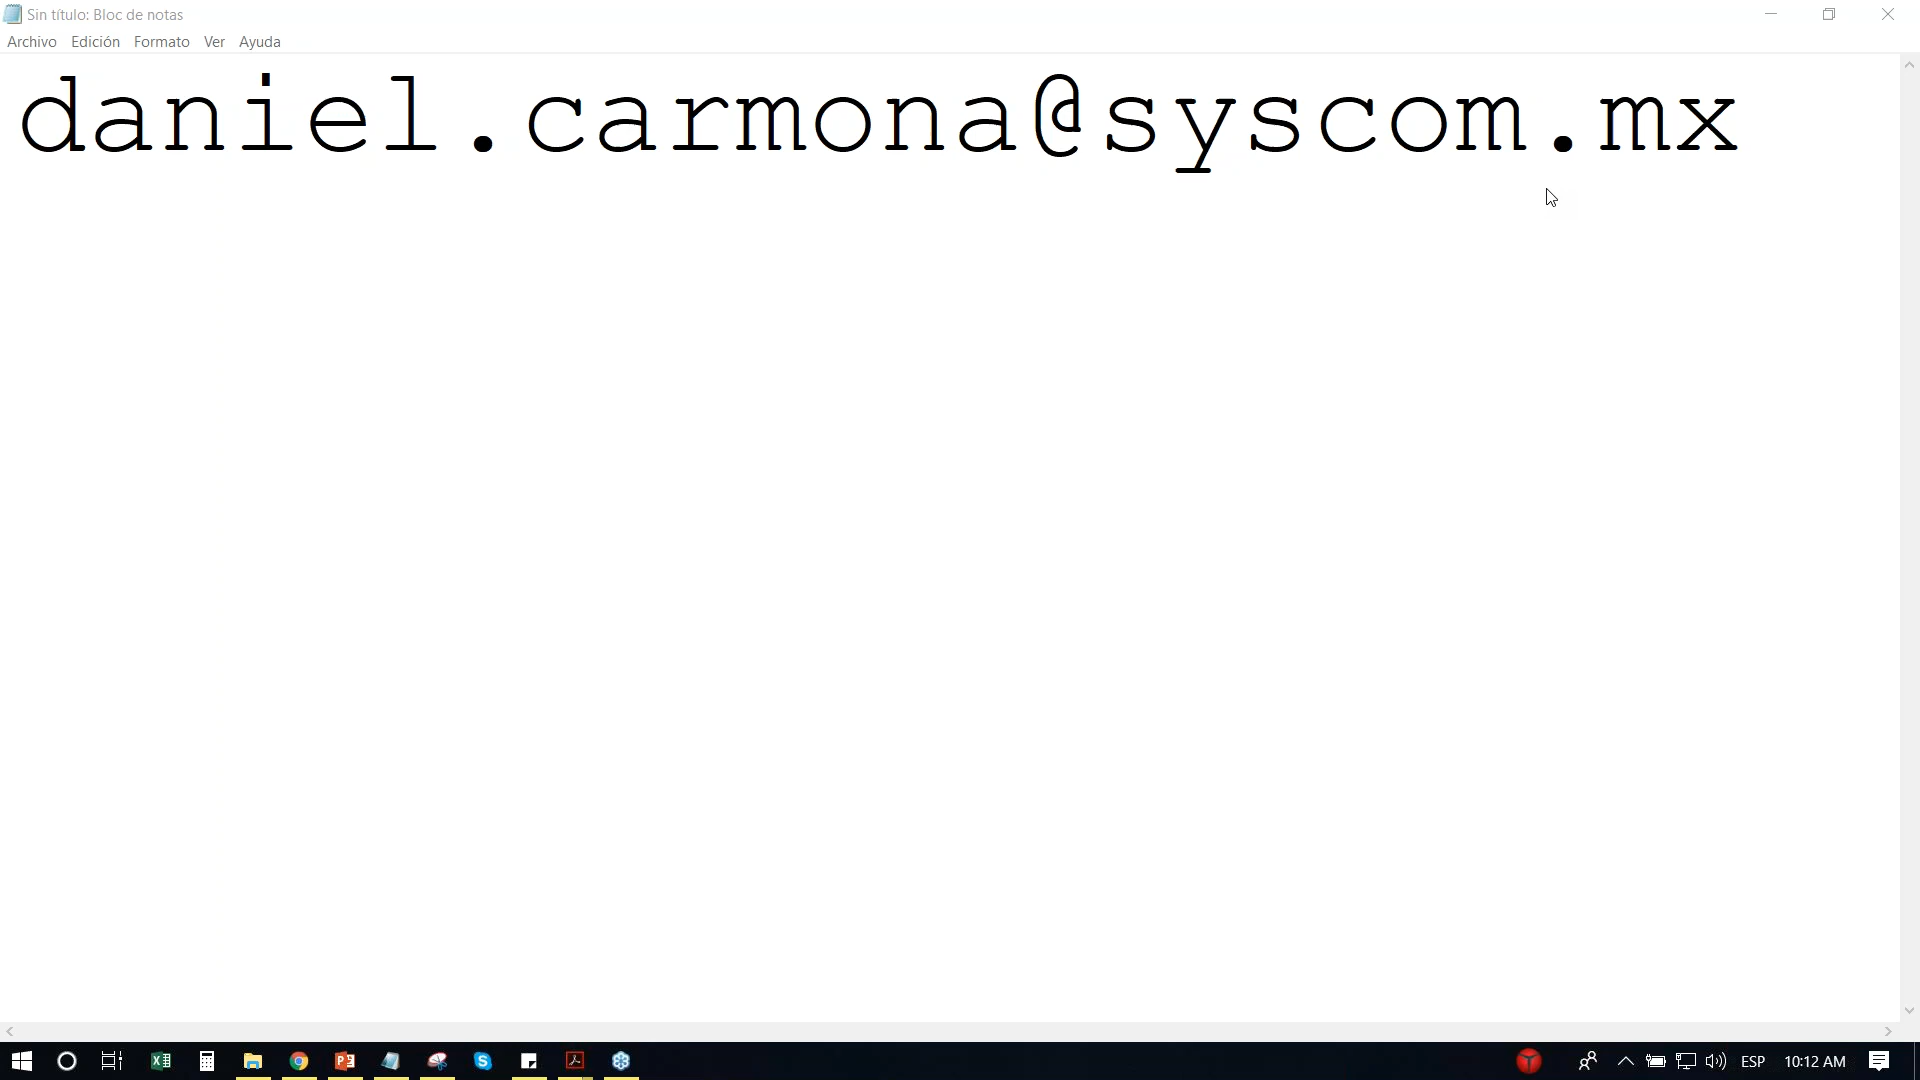 Sin título: Bloc de notas
Archivo Edición Formato Ver Ayuda
daniel.carmona@syscom.mx
ESP 10:12 AM